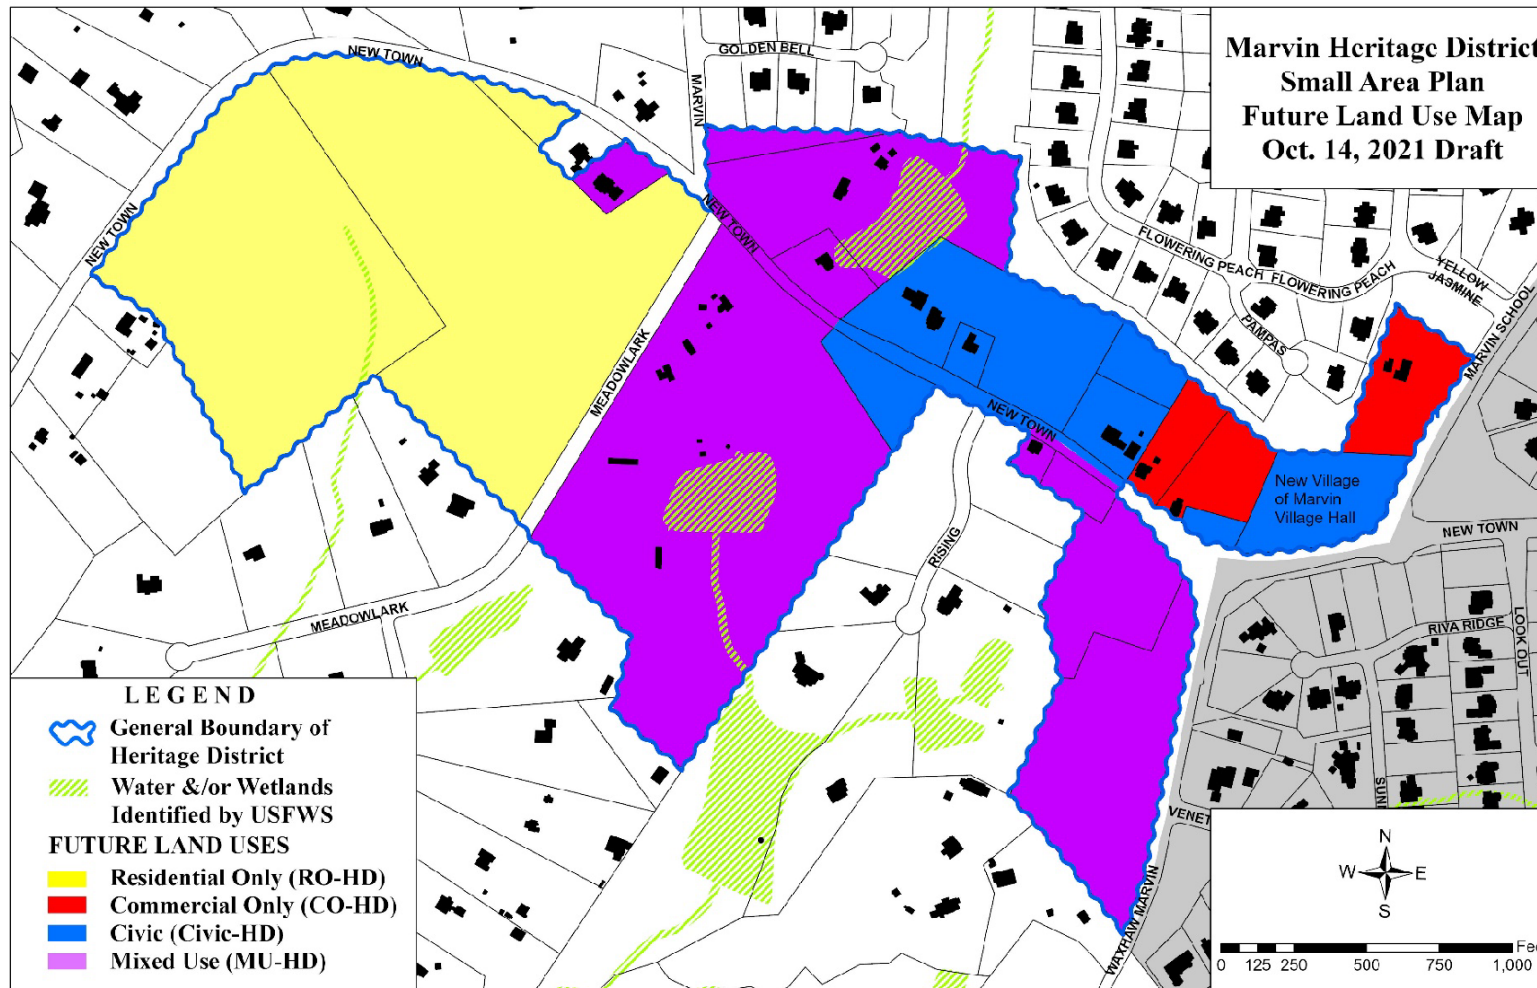 Marvin Heritage District
Small Area Plan
Future Land Use Map
Oct. 14, 2021 Draft
NEW TOWN
GOLDEN BELL
MARVIN
NEW TOWN
NEW TOWN
FLOWERING PEACH
FLOWERING PEACH
YELLOW
JASMINE
MARVIN SCHOOL
PAMPAS
MEADOWLARK
NEW TOWN
New Village
of Marvin
Village Hall
NEW TOWN
RISING
MEADOWLARK
RIVA RIDGE
LOOK OUT
SUN
VENET
WAXHAW MARVIN
LEGEND
General Boundary of
Heritage District
Water &/or Wetlands
Identified by USFWS
FUTURE LAND USES
Residential Only (RO-HD)
Commercial Only (CO-HD)
Civic (Civic-HD)
Mixed Use (MU-HD)
N
W E
S
Fee
0 125 250 500 750 1,000